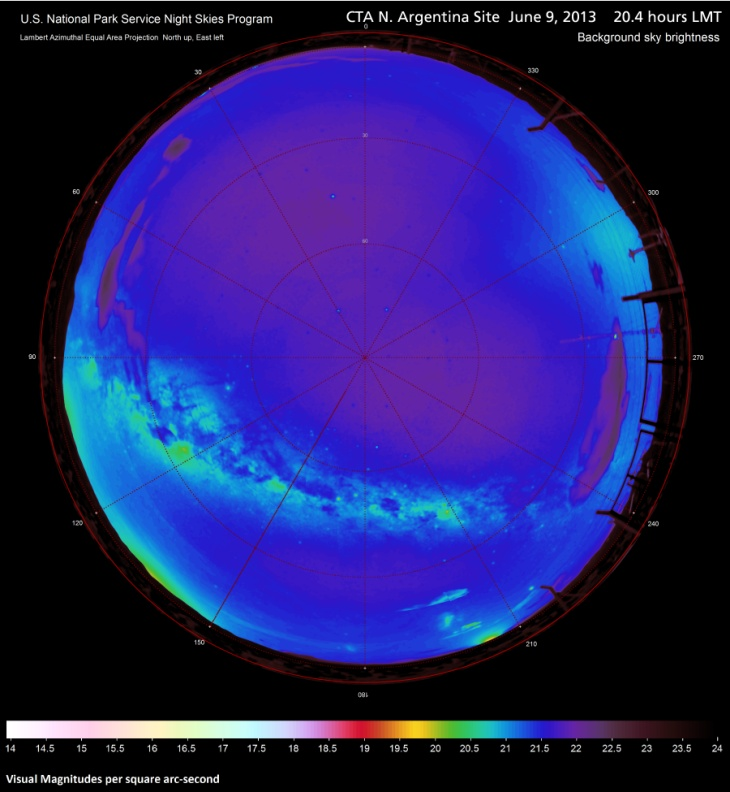 U.S. National Park Service Night Skies Program
CTA N. Argentina Site June 9, 2013 20.4 hours LMT
Lambert Azimuthal Equal Area Projection North up, East left
Background sky brightness
0
30
330
30
60
300
60
90
270
120
240
150
210
180
14 14.5 15 15.5 16 16.5 17 17.5 18 18.5 19 19.5 20 20.5 21 21.5 22 22.5 23 23.5 24
Visual Magnitudes per square arc-second